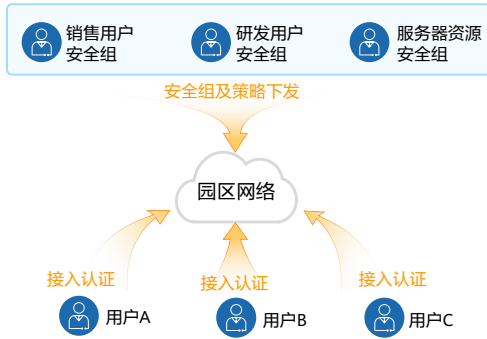 销售用户
安全组
研发用户
安全组
服务器资源
安全组
安全组及策略下发
园区网络
接入认证
接入认证
接入认证
用户A
用户B
用户C